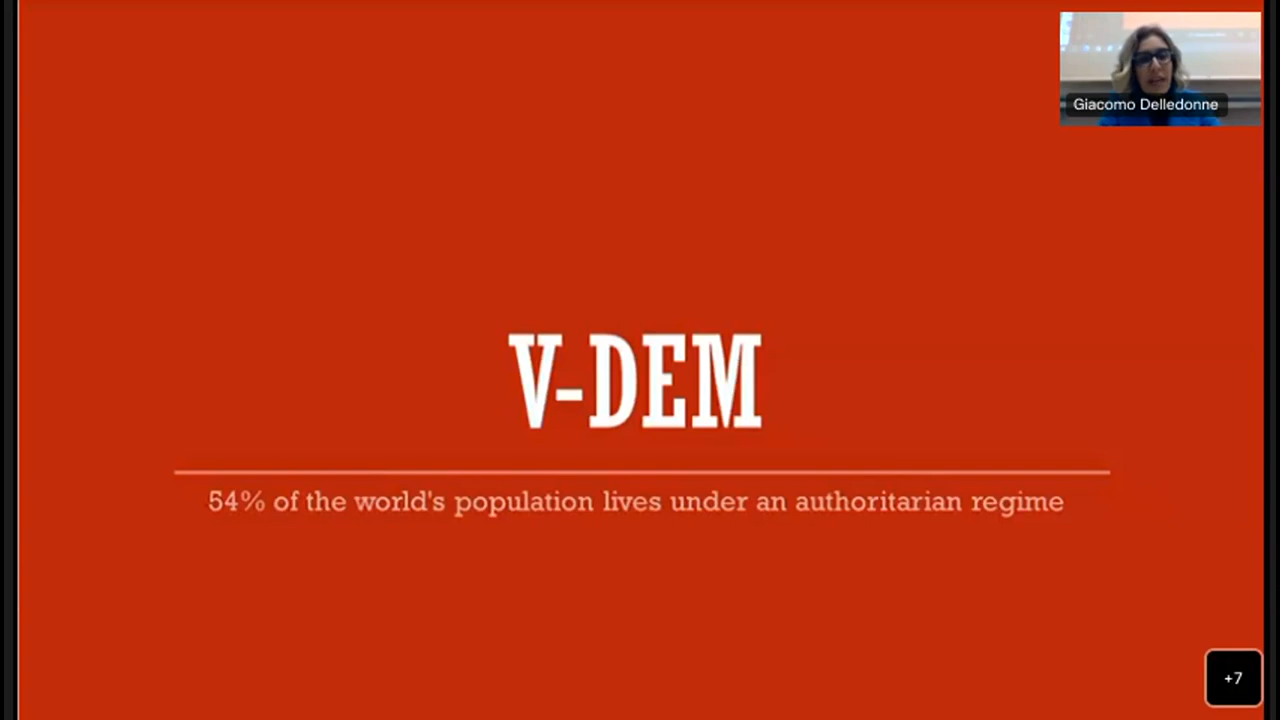 Giacomo Delledonne
V-DEM
54% of the world's population lives under an authoritarian regime
+7